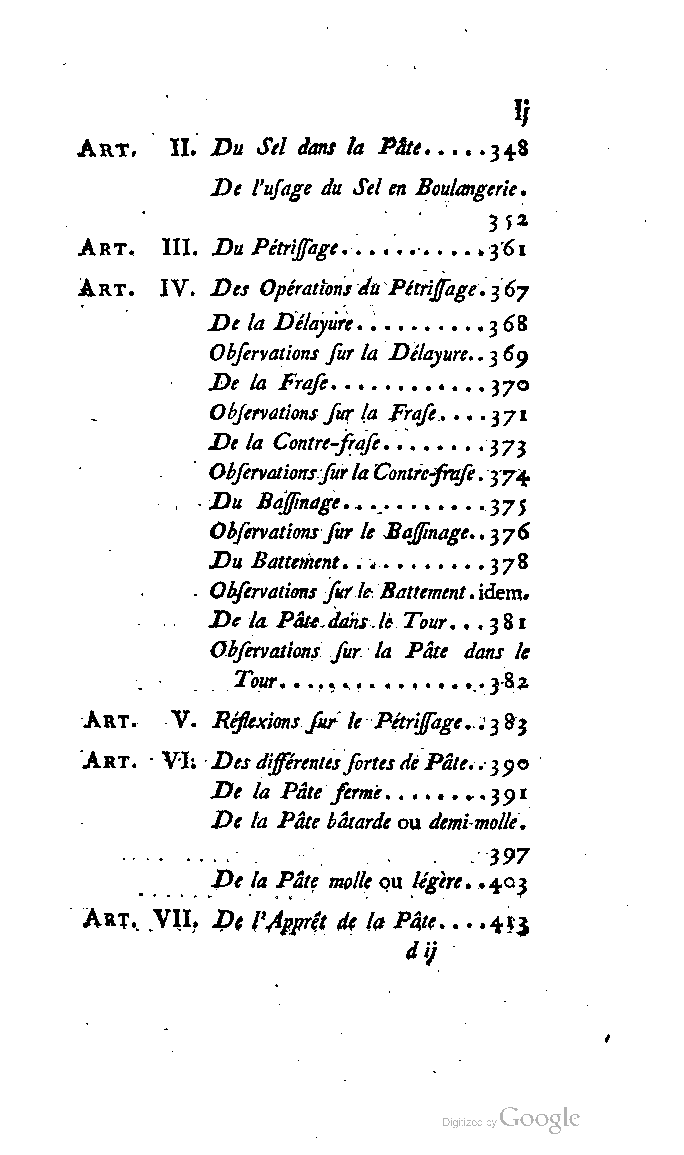 lj
ART. II. Du Sel dans la Pâte.....348
De l'uſage du Sel en Boulangerie.
352
ART. III. Du Pétriſſage............361
ART. IV. Des Opérations du Pétriſſage.367
De la Délayure...........368
Obſervations ſur la Délayure..369
De la Fraſe.............370
Obſervations ſur la Fraſe....371
De la Contre-fraſe........373
Obſervations ſur la Contre-fraſe.374
Du Baſſinage............375
Obſervations ſur le Baſſinage..376
Du Battement............378
Obſervations ſur le Battement.idem.
De la Pâte dans le Tour...381
Obſervations ſur la Pâte dans le
Tour.................382
ART. V. Réflexions ſur le Pétriſſage..383
ART. VI. Des différentes ſortes de Pâte..390
De la Pâte ferme.........391
De la Pâte bâtarde ou demi-molle.
397
De la Pâte molle ou légère..403
ART. VII. De l'Apprêt de la Pâte....413
d ij
Digitized by Google